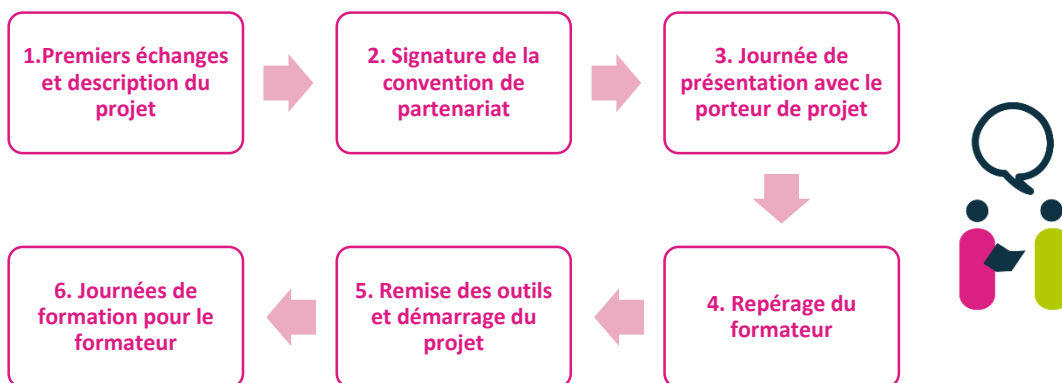 1.Premiers échanges
et description du
projet
2. Signature de la
convention de
partenariat
3. Journée de
présentation avec le
porteur de projet
4. Repérage du
formateur
5. Remise des outils
et démarrage du
projet
6. Journées de
formation pour le
formateur